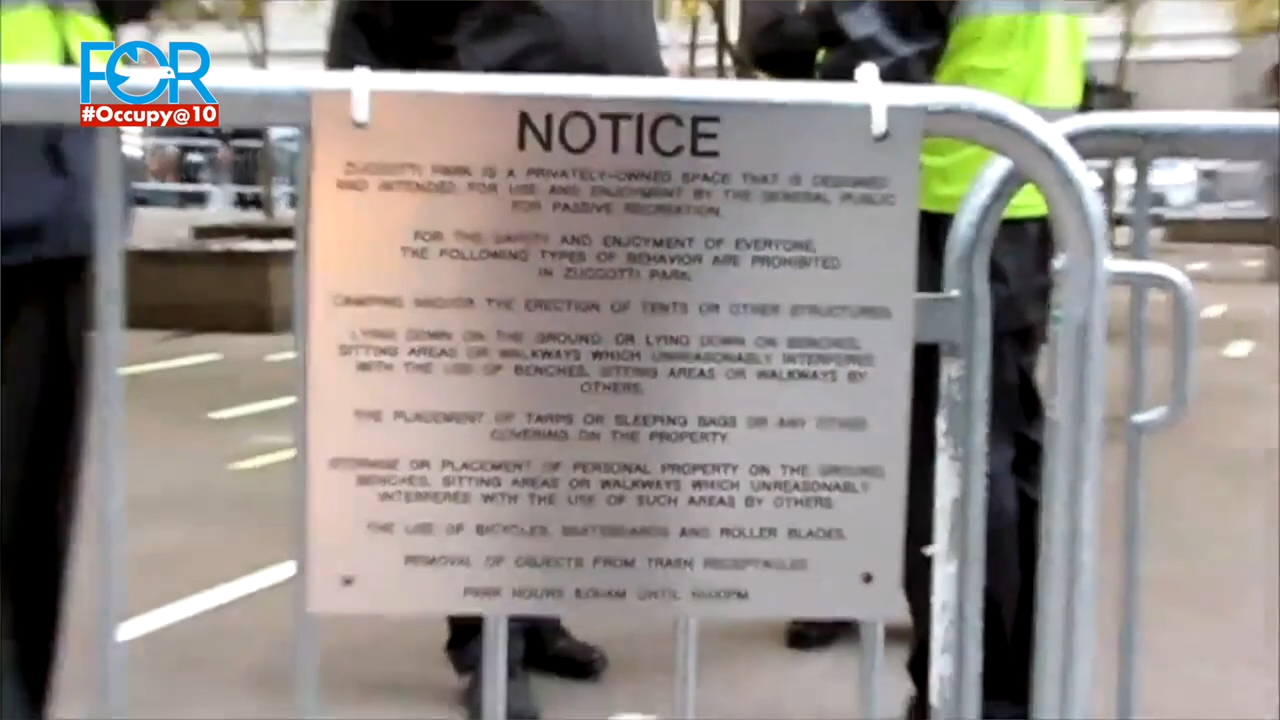 FOR
#Occupy@10
NOTICE
ZUCCOTTI PARK IS A PRIVATELY-OWNED SPACE THAT IS DESIGNED
AND INTENDED FOR USE AND ENJOYMENT BY THE GENERAL PUBLIC
FOR PASSIVE RECREATION.
FOR THE SAFETY AND ENJOYMENT OF EVERYONE,
THE FOLLOWING TYPES OF BEHAVIOR ARE PROHIBITED
IN ZUCCOTTI PARK:
CAMPING AND/OR THE ERECTION OF TENTS OR OTHER STRUCTURES.
LYING DOWN ON THE GROUND, OR LYING DOWN ON BENCHES,
SITTING AREAS OR WALKWAYS WHICH UNREASONABLY INTERFERES
WITH THE USE OF BENCHES, SITTING AREAS OR WALKWAYS BY
OTHERS.
THE PLACEMENT OF TARPS OR SLEEPING BAGS OR ANY OTHER
COVERING ON THE PROPERTY.
STORAGE OR PLACEMENT OF PERSONAL PROPERTY ON THE GROUND,
BENCHES, SITTING AREAS OR WALKWAYS WHICH UNREASONABLY
INTERFERES WITH THE USE OF SUCH AREAS BY OTHERS.
THE USE OF BICYCLES, SKATEBOARDS AND ROLLER BLADES.
REMOVAL OF OBJECTS FROM TRASH RECEPTACLES
PARK HOURS UNTIL